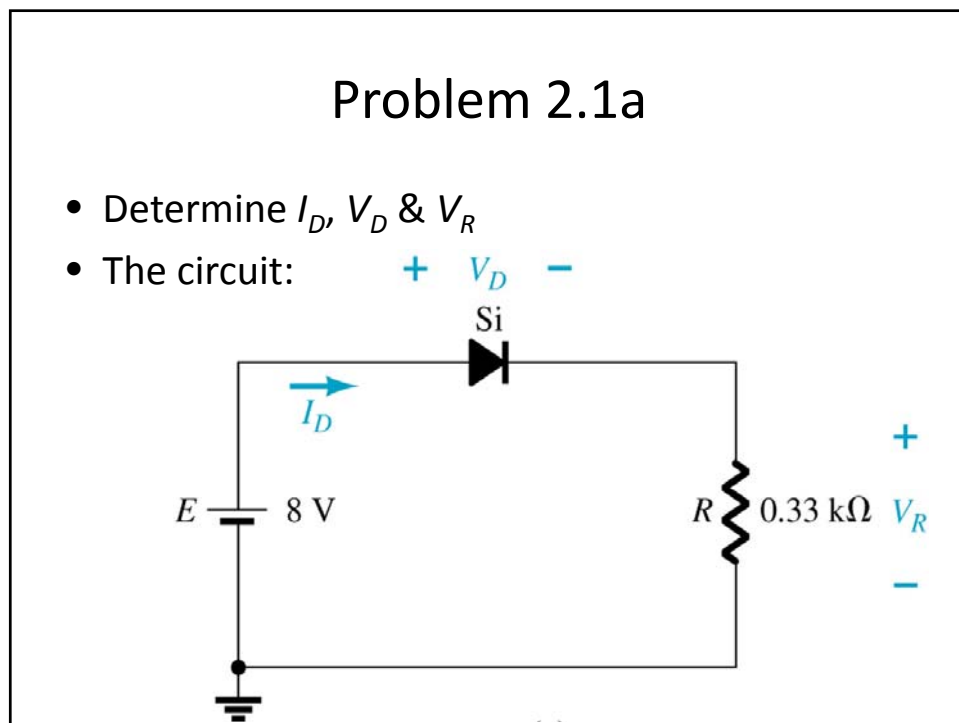 Problem 2.1a
• Determine I_D, V_D & V_R
• The circuit:
+ V_D −
Si
I_D
E 8 V
R 0.33 kΩ
+
V_R
−